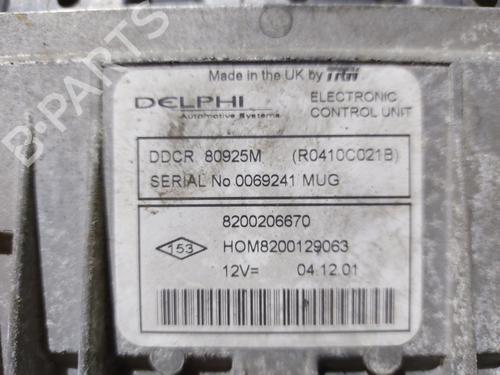 Made in the UK by TRW
DELPHI
Automotive Systems
ELECTRONIC
CONTROL UNIT
DDCR 80925M (R0410C021B)
SERIAL No 0069241 MUG
8200206670
153
HOM8200129063
12V= 04.12.01
B-PARTS